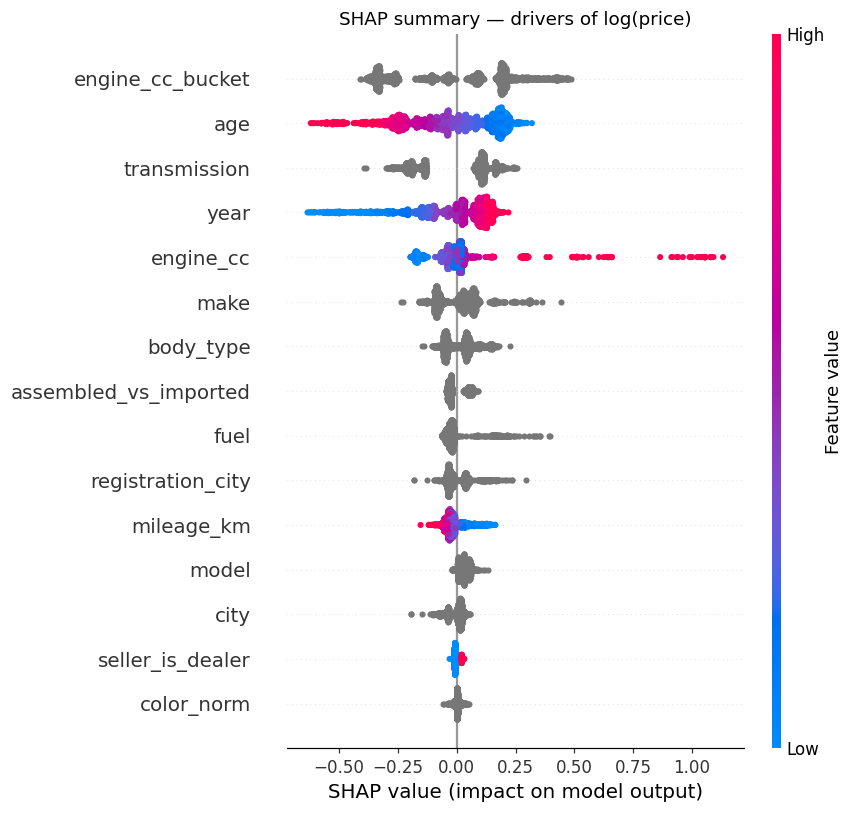 SHAP summary — drivers of log(price)
High
engine_cc_bucket
age
transmission
year
engine_cc
make
body_type
assembled_vs_imported
fuel
registration_city
mileage_km
model
city
seller_is_dealer
color_norm
Feature value
Low
−0.50 −0.25 0.00 0.25 0.50 0.75 1.00
SHAP value (impact on model output)